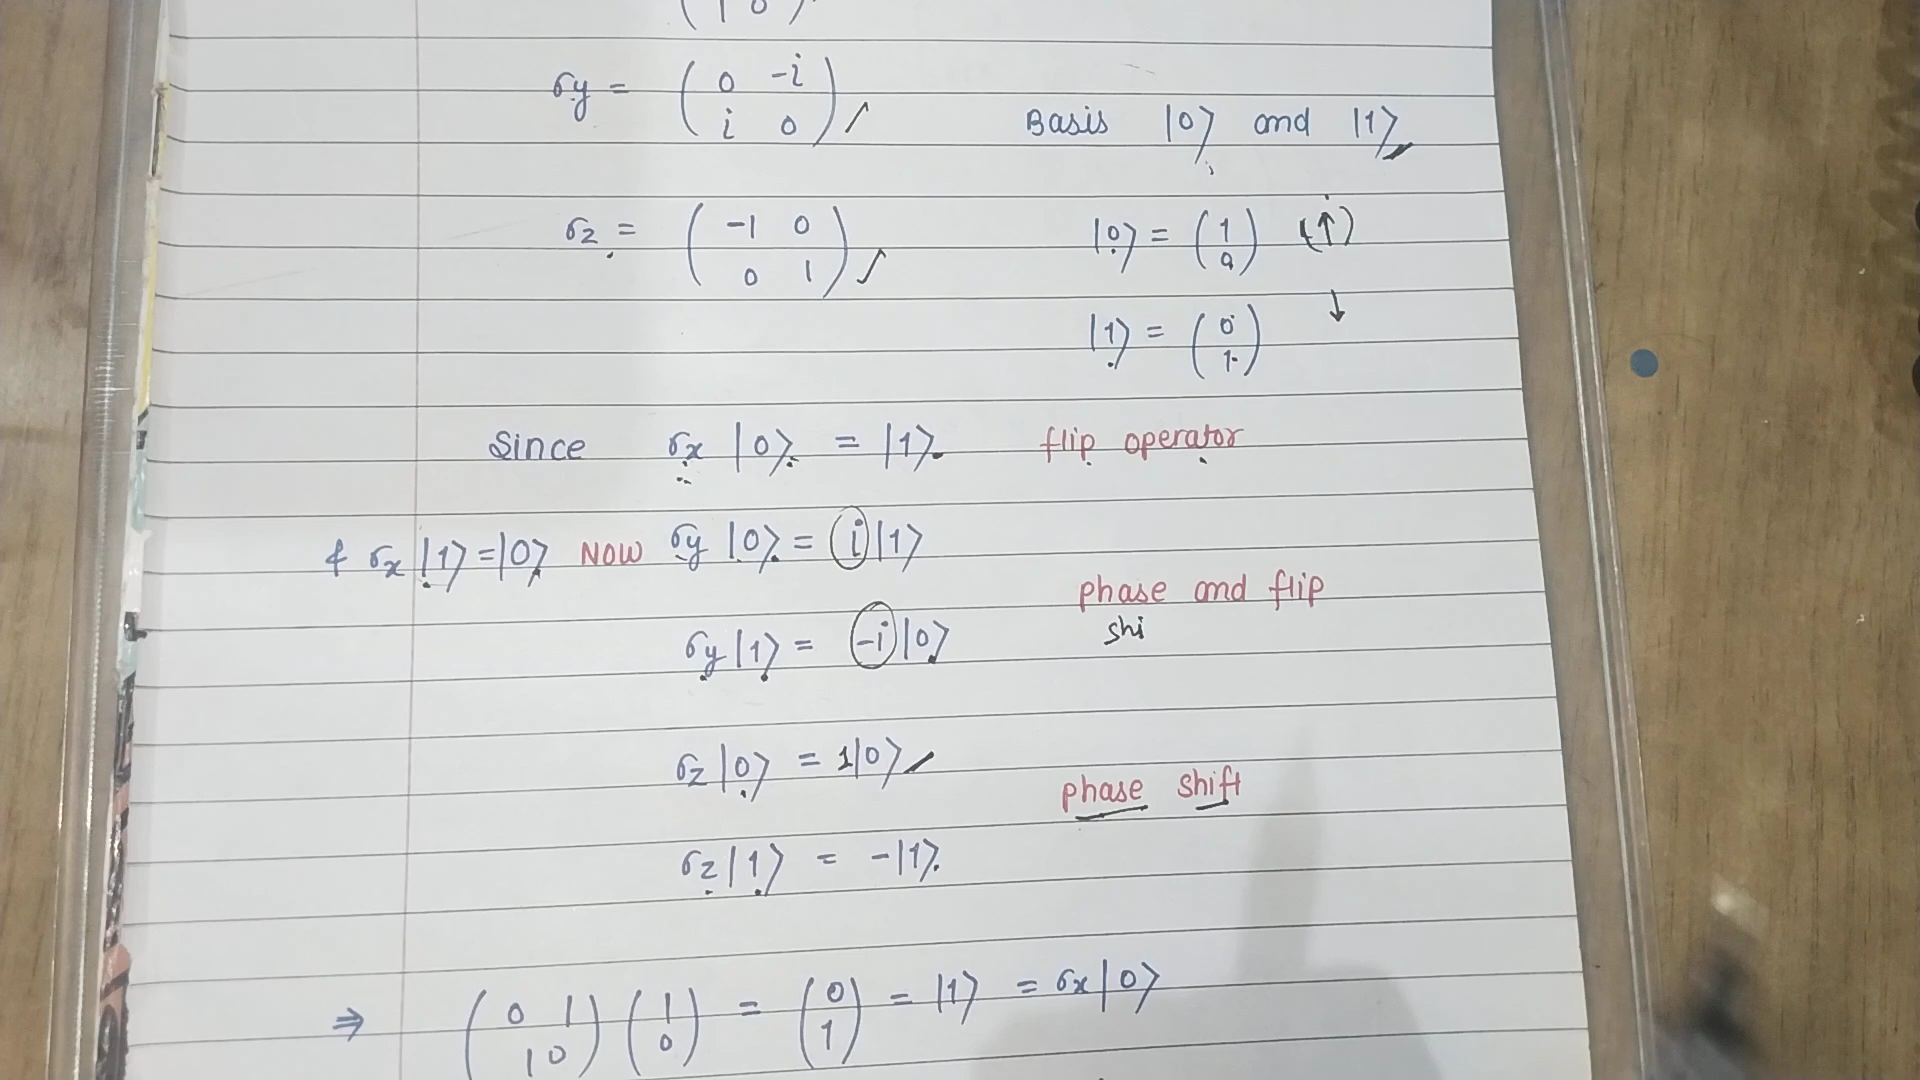 ( 1 0 )
σy = ( 0 -i
i 0 ) Basis |0⟩ and |1⟩
σz = ( -1 0
0 1 ) |0⟩ = ( 1 0 ) (↑)
|1⟩ = ( 0 1 ) ↓
Since σx |0⟩ = |1⟩ flip operator
& σx |1⟩ = |0⟩ NOW σy |0⟩ = i |1⟩
phase and flip
shi
σy |1⟩ = -i |0⟩
σz |0⟩ = 1|0⟩
phase shift
σz |1⟩ = -|1⟩
⇒ ( 0 1
1 0 ) ( 1 0 ) = ( 0 1 ) = |1⟩ = σx |0⟩